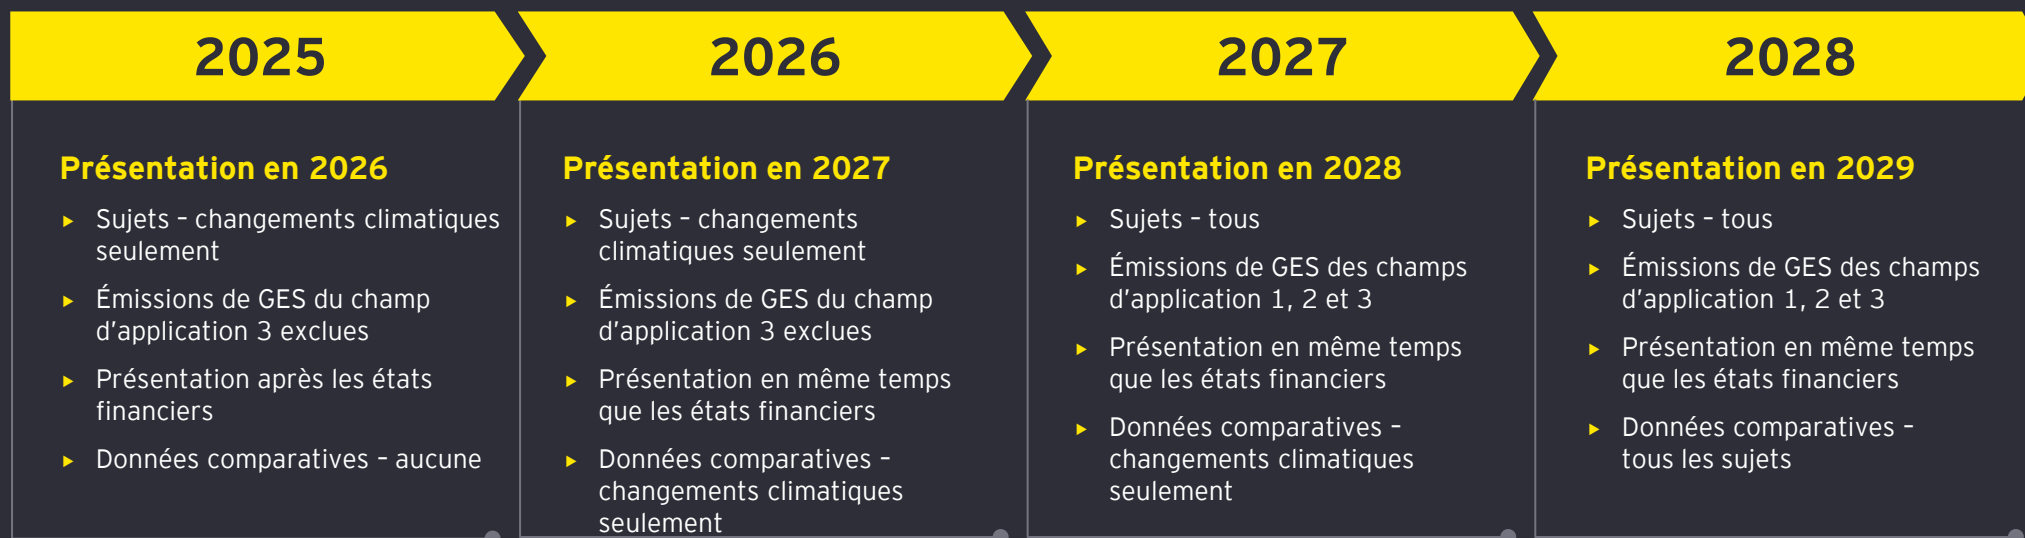 2025
2026
2027
2028
Présentation en 2026
► Sujets – changements climatiques
seulement
► Émissions de GES du champ
d’application 3 exclues
► Présentation après les états
financiers
► Données comparatives – aucune
Présentation en 2027
► Sujets – changements
climatiques seulement
► Émissions de GES du champ
d’application 3 exclues
► Présentation en même temps
que les états financiers
► Données comparatives –
changements climatiques
seulement
Présentation en 2028
► Sujets – tous
► Émissions de GES des champs
d’application 1, 2 et 3
► Présentation en même temps
que les états financiers
► Données comparatives –
changements climatiques
seulement
Présentation en 2029
► Sujets – tous
► Émissions de GES des champs
d’application 1, 2 et 3
► Présentation en même temps
que les états financiers
► Données comparatives –
tous les sujets